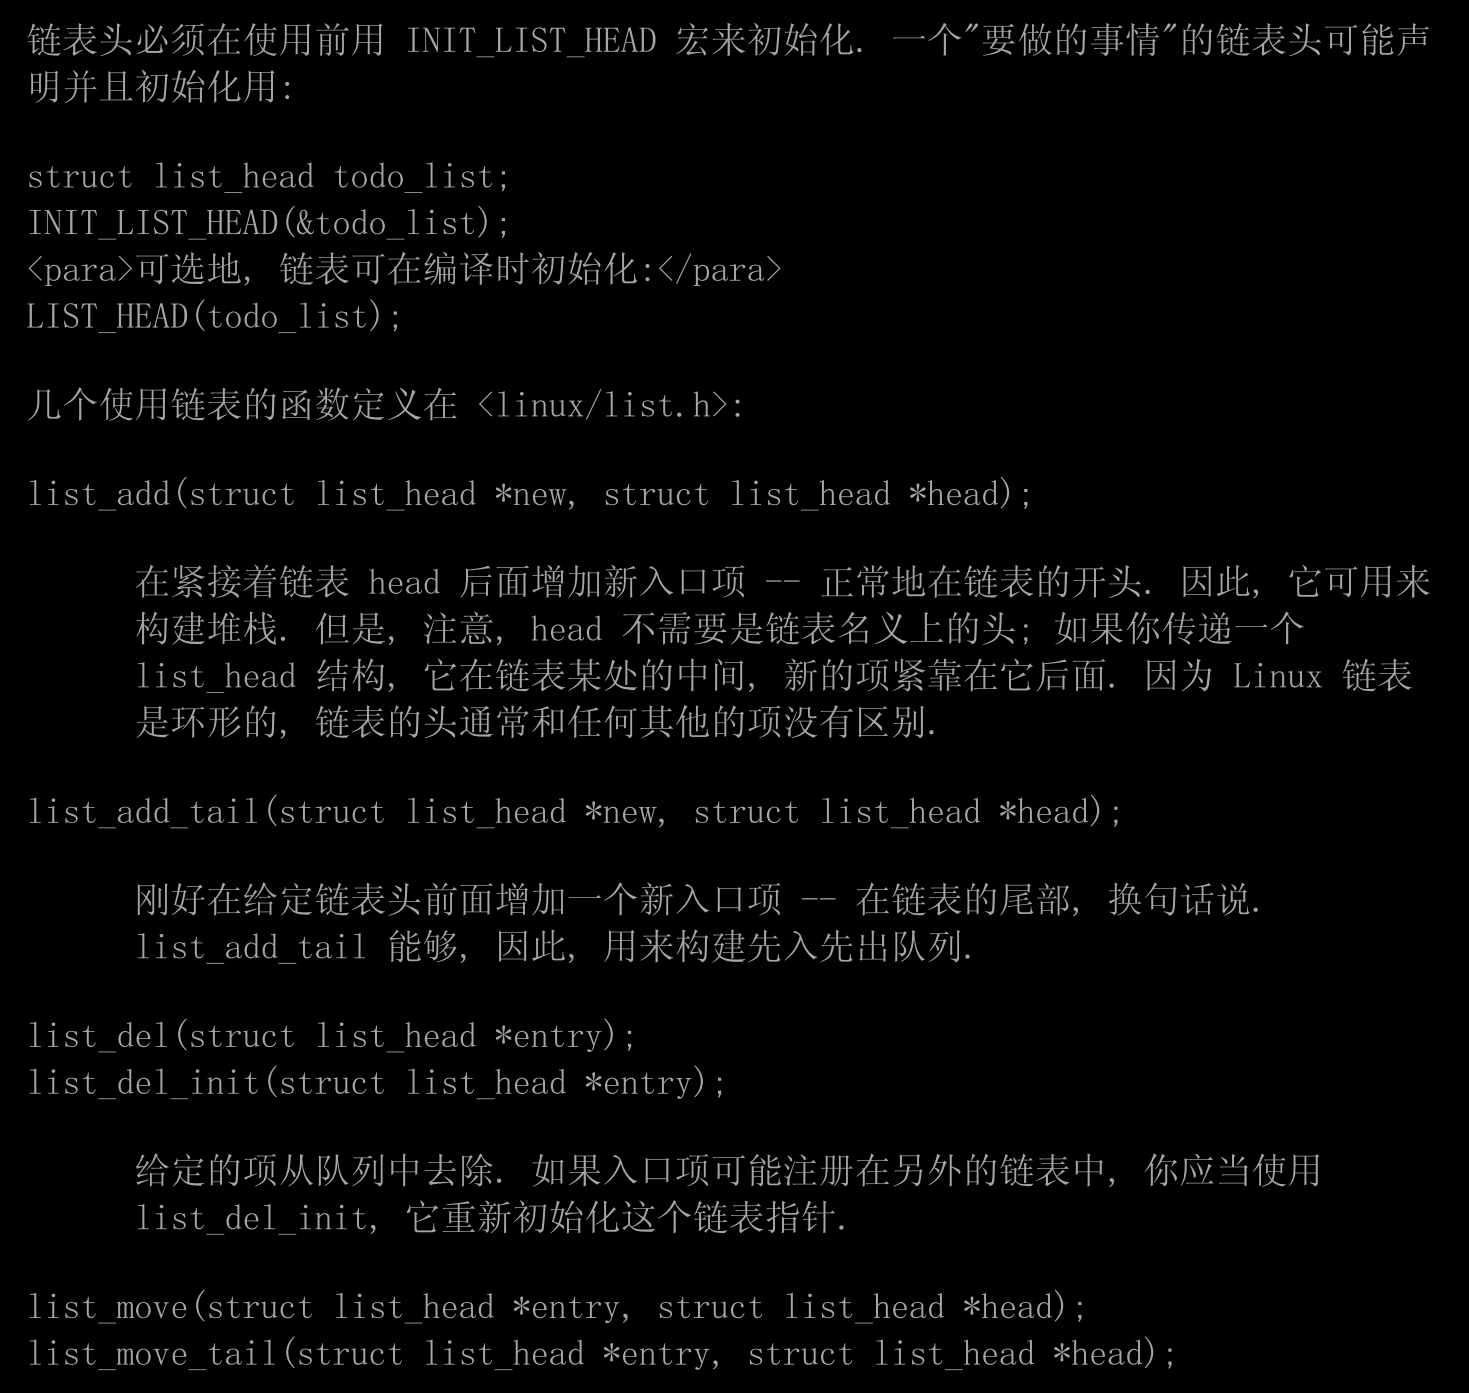 链表头必须在使用前用 INIT_LIST_HEAD 宏来初始化. 一个"要做的事情"的链表头可能声
明并且初始化用:
struct list_head todo_list;
INIT_LIST_HEAD(&todo_list);
<para>可选地, 链表可在编译时初始化:</para>
LIST_HEAD(todo_list);
几个使用链表的函数定义在 <linux/list.h>:
list_add(struct list_head *new, struct list_head *head);
在紧接着链表 head 后面增加新入口项 -- 正常地在链表的开头. 因此, 它可用来
构建堆栈. 但是, 注意, head 不需要是链表名义上的头; 如果你传递一个
list_head 结构, 它在链表某处的中间, 新的项紧靠在它后面. 因为 Linux 链表
是环形的, 链表的头通常和任何其他的项没有区别.
list_add_tail(struct list_head *new, struct list_head *head);
刚好在给定链表头前面增加一个新入口项 -- 在链表的尾部, 换句话说.
list_add_tail 能够, 因此, 用来构建先入先出队列.
list_del(struct list_head *entry);
list_del_init(struct list_head *entry);
给定的项从队列中去除. 如果入口项可能注册在另外的链表中, 你应当使用
list_del_init, 它重新初始化这个链表指针.
list_move(struct list_head *entry, struct list_head *head);
list_move_tail(struct list_head *entry, struct list_head *head);